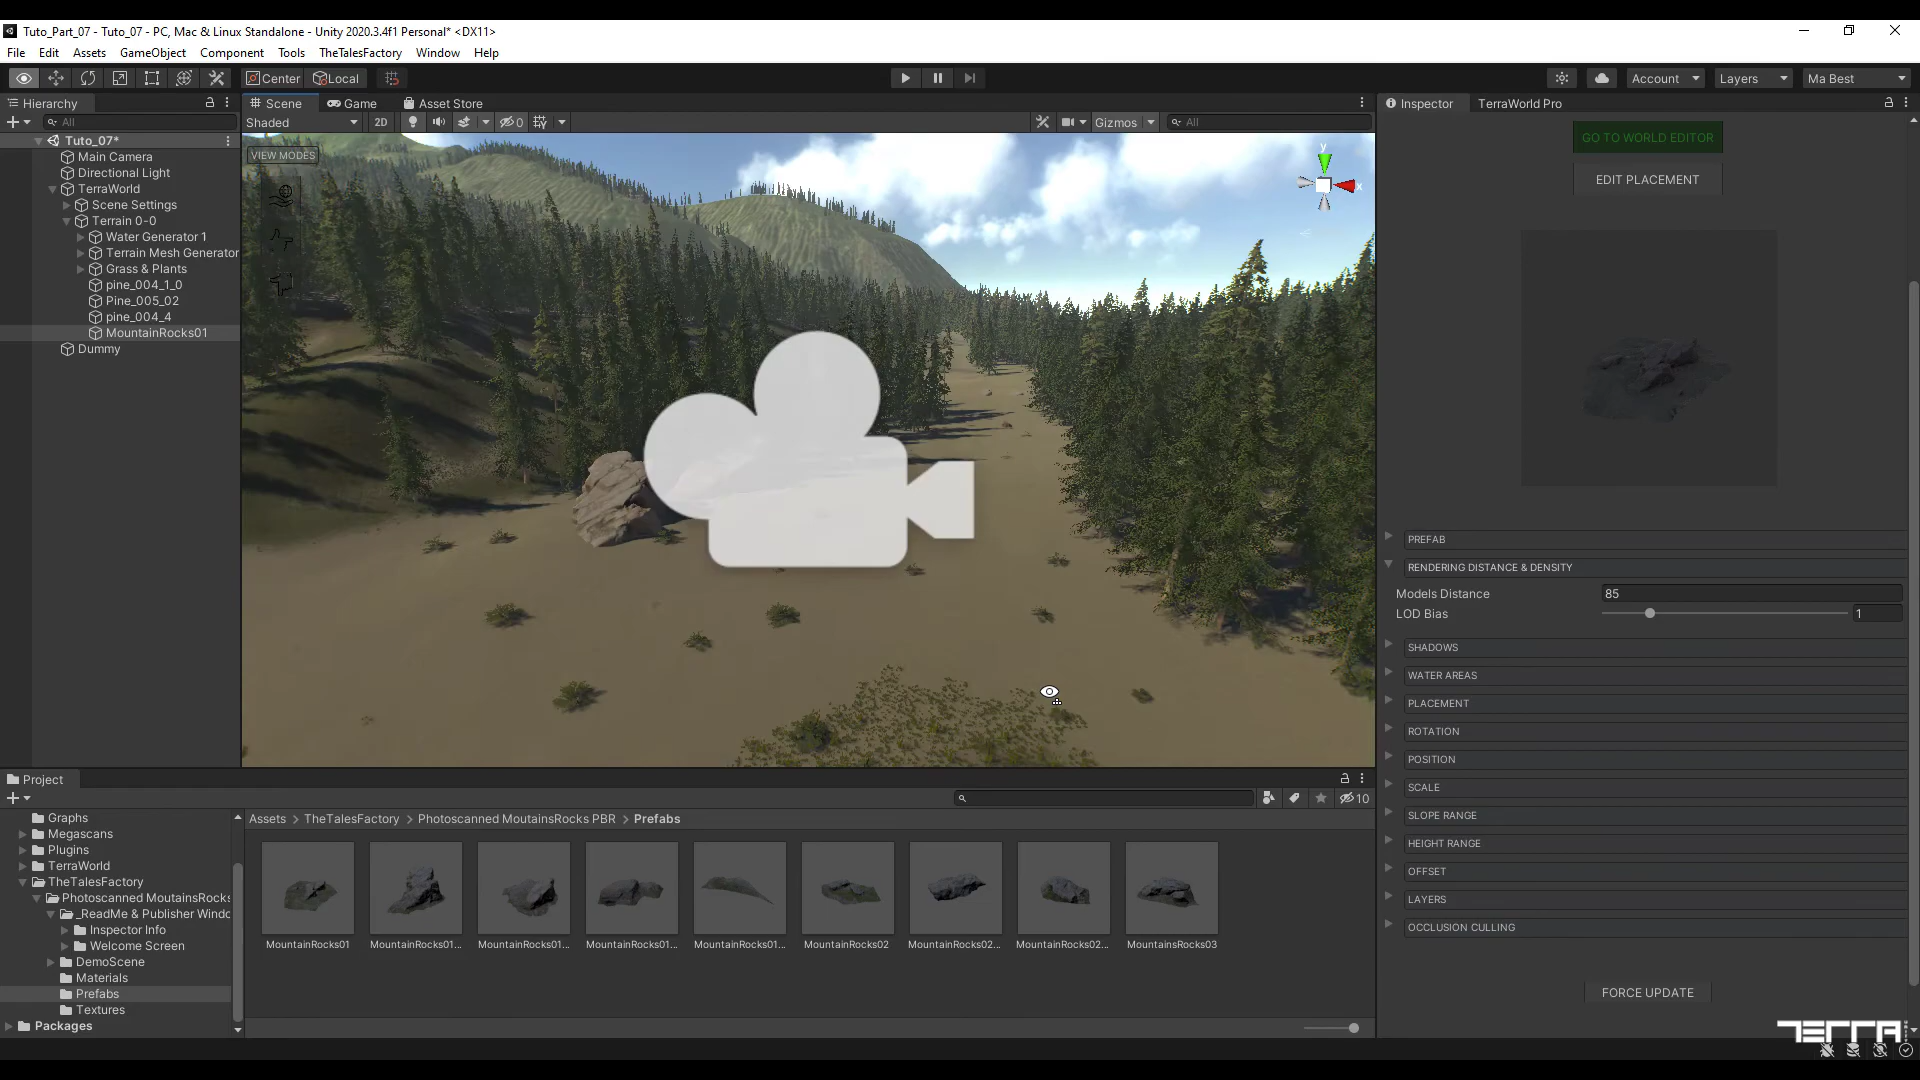 Tuto_Part_07 - Tuto_07 - PC, Mac & Linux Standalone - Unity 2020.3.4f1 Personal* <DX11>
File Edit Assets GameObject Component Tools TheTalesFactory Window Help
Center Local Account Layers Ma Best
Hierarchy Scene Game Asset Store Inspector TerraWorld Pro
All Shaded 2D 0 Gizmos All
VIEW MODES
y
x
Tuto_07*
Main Camera
Directional Light
TerraWorld
Scene Settings
Terrain 0-0
Water Generator 1
Terrain Mesh Generator
Grass & Plants
pine_004_1_0
Pine_005_02
pine_004_4
MountainRocks01
Dummy
GO TO WORLD EDITOR
EDIT PLACEMENT
PREFAB
RENDERING DISTANCE & DENSITY
Models Distance 85
LOD Bias 1
SHADOWS
WATER AREAS
PLACEMENT
ROTATION
POSITION
SCALE
SLOPE RANGE
HEIGHT RANGE
OFFSET
LAYERS
OCCLUSION CULLING
FORCE UPDATE
Project
10
Graphs
Megascans
Plugins
TerraWorld
TheTalesFactory
Photoscanned MoutainsRocks
_ReadMe & Publisher Windo
Inspector Info
Welcome Screen
DemoScene
Materials
Prefabs
Textures
Packages
Assets > TheTalesFactory > Photoscanned MoutainsRocks PBR > Prefabs
MountainRocks01 MountainRocks01... MountainRocks01... MountainRocks01... MountainRocks01... MountainRocks02 MountainRocks02... MountainRocks02... MountainsRocks03
TERRA